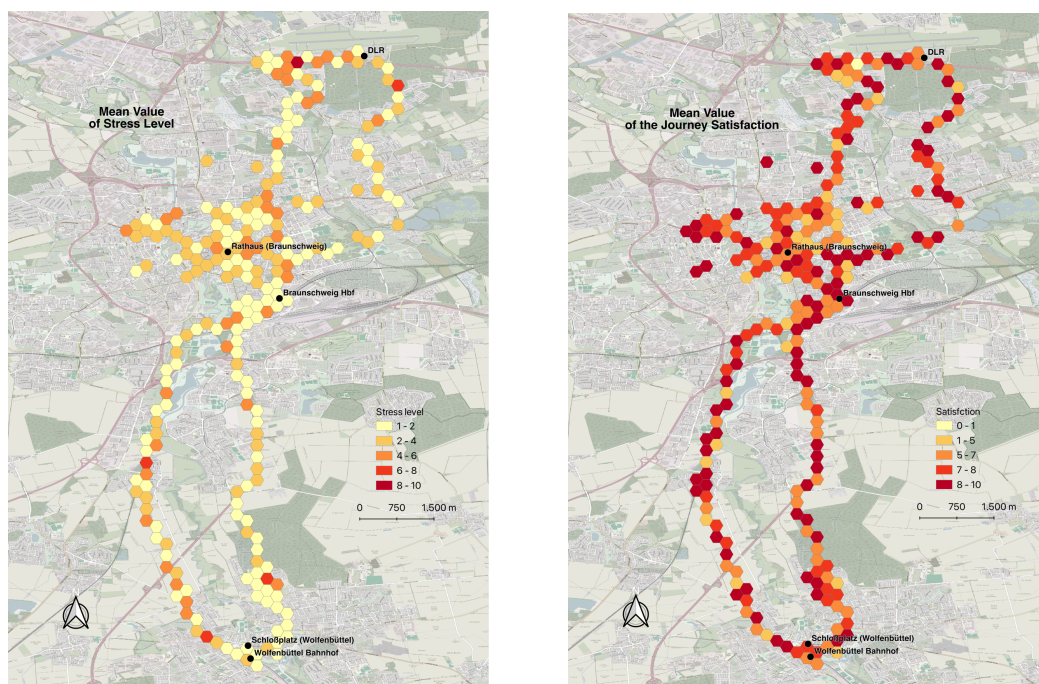 DLR
Mean Value
of Stress Level
Rathaus (Braunschweig)
Braunschweig Hbf
Stress level
1 - 2
2 - 4
4 - 6
6 - 8
8 - 10
0 750 1.500 m
Schloßplatz (Wolfenbüttel)
Wolfenbüttel Bahnhof
DLR
Mean Value
of the Journey Satisfaction
Rathaus (Braunschweig)
Braunschweig Hbf
Satisfction
0 - 1
1 - 5
5 - 7
7 - 8
8 - 10
0 750 1.500 m
Schloßplatz (Wolfenbüttel)
Wolfenbüttel Bahnhof